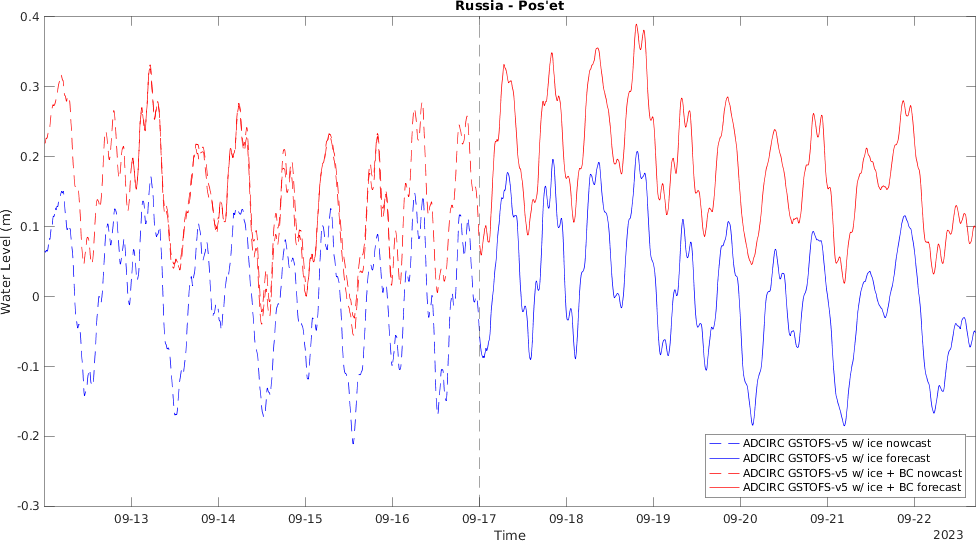 Russia - Pos'et
Water Level (m)
0.4
0.3
0.2
0.1
0
-0.1
-0.2
-0.3
ADCIRC GSTOFS-v5 w/ ice nowcast
ADCIRC GSTOFS-v5 w/ ice forecast
ADCIRC GSTOFS-v5 w/ ice + BC nowcast
ADCIRC GSTOFS-v5 w/ ice + BC forecast
09-13 09-14 09-15 09-16 09-17 09-18 09-19 09-20 09-21 09-22
Time
2023